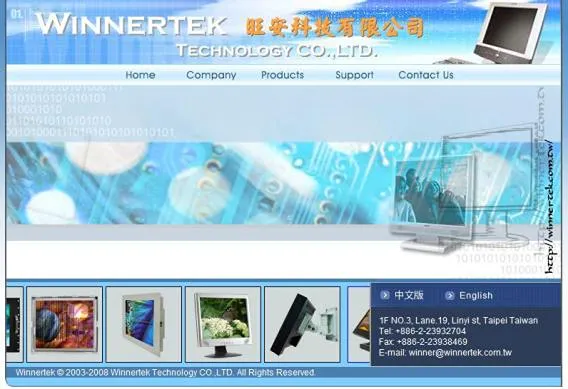 01
WINNERTEK 旺安科技有限公司
TECHNOLOGY CO.,LTD.
Home Company Products Support Contact Us
010101010101010101
010001010
http://winnertek.com.tw/
中文版 English
1F NO.3, Lane.19, Linyi st, Taipei Taiwan
Tel: +886-2-23932704
Fax: +886-2-23938469
E-mail: winner@winnertek.com.tw
Winnertek © 2003-2008 Winnertek Technology CO.,LTD. All Rights Reserved.